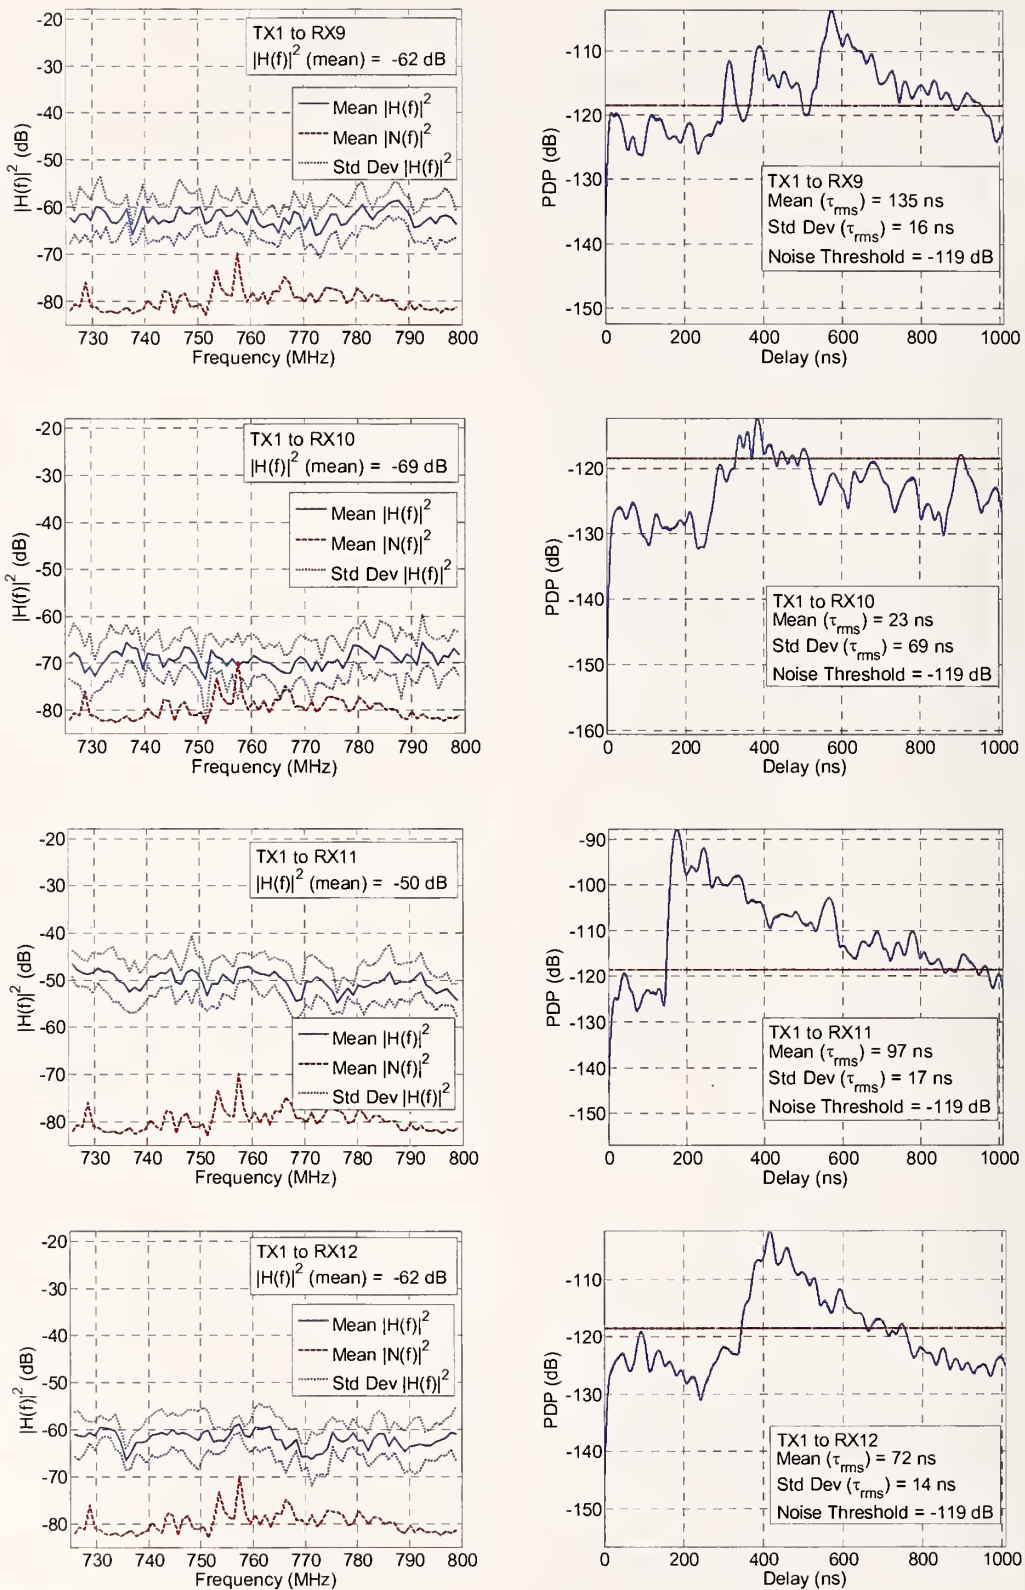 TX1 to RX9
|H(f)|² (mean) = -62 dB
Mean |H(f)|²
Mean |N(f)|²
Std Dev |H(f)|²
|H(f)|² (dB)
-20
-30
-40
-50
-60
-70
-80
730 740 750 760 770 780 790 800
Frequency (MHz)
PDP (dB)
-110
-120
-130
-140
-150
TX1 to RX9
Mean (τrms) = 135 ns
Std Dev (τrms) = 16 ns
Noise Threshold = -119 dB
0 200 400 600 800 1000
Delay (ns)
TX1 to RX10
|H(f)|² (mean) = -69 dB
Mean |H(f)|²
Mean |N(f)|²
Std Dev |H(f)|²
|H(f)|² (dB)
-20
-30
-40
-50
-60
-70
-80
730 740 750 760 770 780 790 800
Frequency (MHz)
PDP (dB)
-120
-130
-140
-150
-160
TX1 to RX10
Mean (τrms) = 23 ns
Std Dev (τrms) = 69 ns
Noise Threshold = -119 dB
0 200 400 600 800 1000
Delay (ns)
TX1 to RX11
|H(f)|² (mean) = -50 dB
Mean |H(f)|²
Mean |N(f)|²
Std Dev |H(f)|²
|H(f)|² (dB)
-20
-30
-40
-50
-60
-70
-80
730 740 750 760 770 780 790 800
Frequency (MHz)
PDP (dB)
-90
-100
-110
-120
-130
-140
-150
TX1 to RX11
Mean (τrms) = 97 ns
Std Dev (τrms) = 17 ns
Noise Threshold = -119 dB
0 200 400 600 800 1000
Delay (ns)
TX1 to RX12
|H(f)|² (mean) = -62 dB
Mean |H(f)|²
Mean |N(f)|²
Std Dev |H(f)|²
|H(f)|² (dB)
-20
-30
-40
-50
-60
-70
-80
730 740 750 760 770 780 790 800
Frequency (MHz)
PDP (dB)
-110
-120
-130
-140
-150
TX1 to RX12
Mean (τrms) = 72 ns
Std Dev (τrms) = 14 ns
Noise Threshold = -119 dB
0 200 400 600 800 1000
Delay (ns)